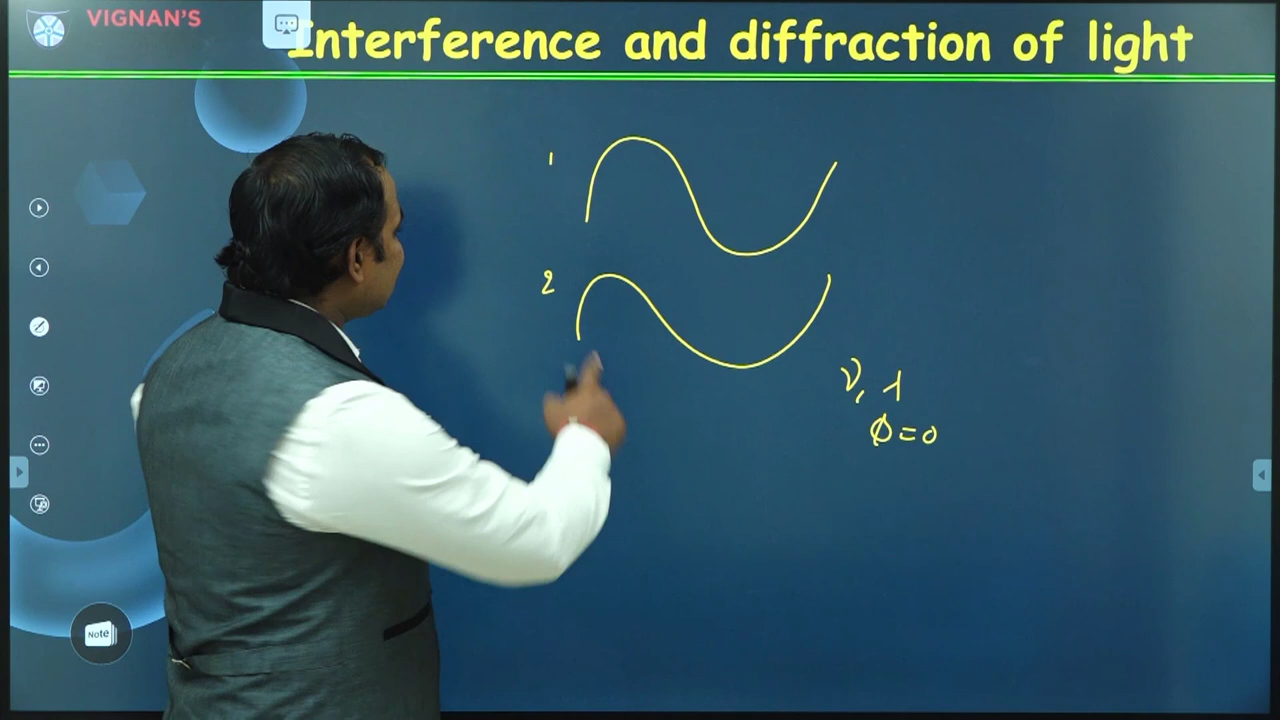 VIGNAN'S
Interference and diffraction of light
1
2
ν, λ
φ=0
Note